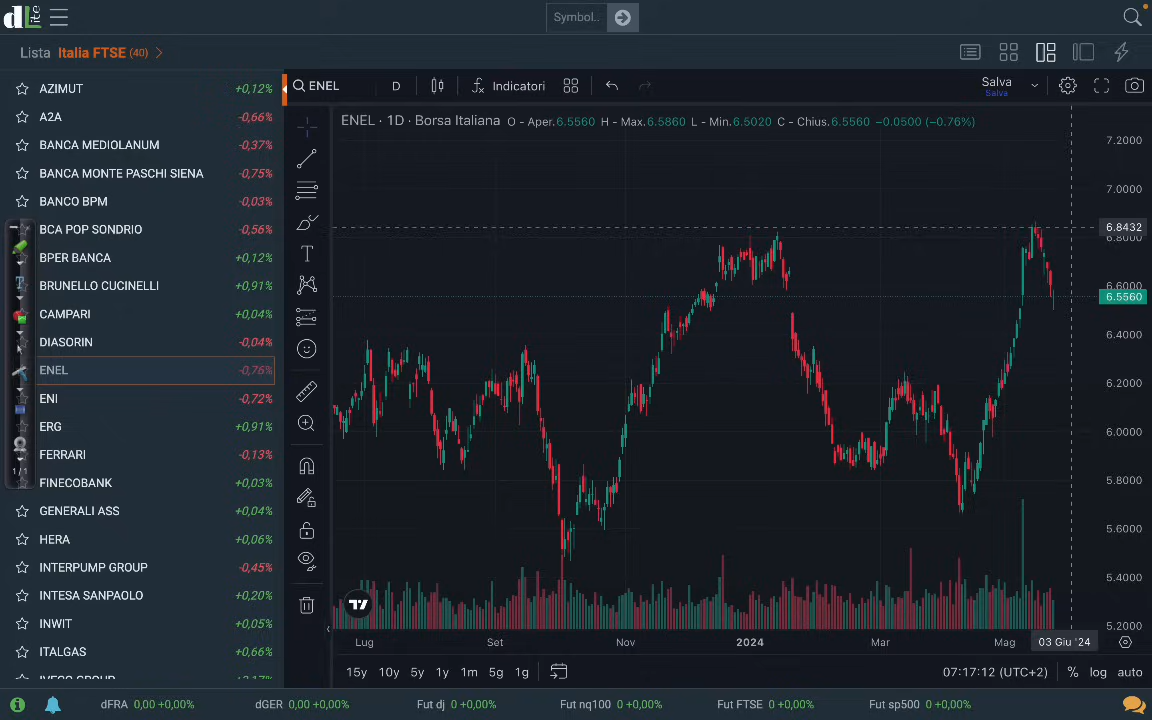 dLite
Symbol..
Lista Italia FTSE (40)
AZIMUT +0,12%
A2A -0,66%
BANCA MEDIOLANUM -0,37%
BANCA MONTE PASCHI SIENA -0,75%
BANCO BPM -0,03%
BCA POP SONDRIO -0,56%
BPER BANCA +0,12%
BRUNELLO CUCINELLI +0,91%
CAMPARI +0,04%
DIASORIN -0,04%
ENEL -0,76%
ENI -0,72%
ERG +0,91%
FERRARI -0,13%
FINECOBANK +0,03%
GENERALI ASS +0,04%
HERA +0,06%
INTERPUMP GROUP -0,45%
INTESA SANPAOLO +0,20%
INWIT +0,05%
ITALGAS +0,66%
1/1
ENEL D Indicatori Salva
Salva
ENEL · 1D · Borsa Italiana O - Aper.6.5560 H - Max.6.5860 L - Min.6.5020 C - Chius.6.5560 −0.0500 (−0.76%)
7.2000
7.0000
6.8432
6.8000
6.6000
6.5560
6.4000
6.2000
6.0000
5.8000
5.6000
5.4000
5.2000
Lug Set Nov 2024 Mar Mag 03 Giu '24
15y 10y 5y 1y 1m 5g 1g 07:17:12 (UTC+2) % log auto
dFRA 0,00 +0,00% dGER 0,00 +0,00% Fut dj 0 +0,00% Fut nq100 0 +0,00% Fut FTSE 0 +0,00% Fut sp500 0 +0,00%